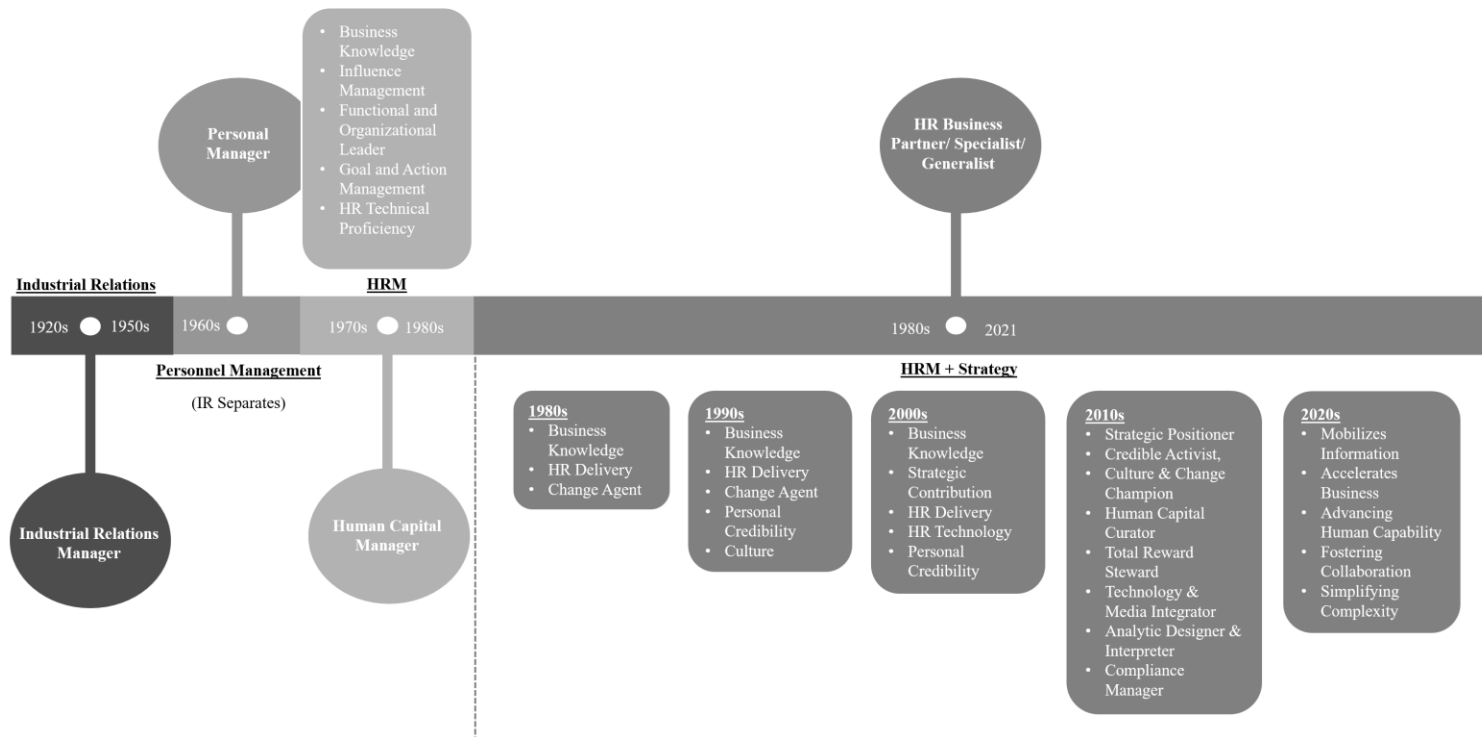 • Business
Knowledge
• Influence
Management
• Functional and
Organizational
Leader
• Goal and Action
Management
• HR Technical
Proficiency
Personal
Manager
HR Business
Partner/ Specialist/
Generalist
Industrial Relations
HRM
1920s
1950s
1960s
1970s
1980s
1980s
2021
Personnel Management
(IR Separates)
HRM + Strategy
Industrial Relations
Manager
Human Capital
Manager
1980s
• Business
Knowledge
• HR Delivery
• Change Agent
1990s
• Business
Knowledge
• HR Delivery
• Change Agent
• Personal
Credibility
• Culture
2000s
• Business
Knowledge
• Strategic
Contribution
• HR Delivery
• HR Technology
• Personal
Credibility
2010s
• Strategic Positioner
• Credible Activist,
• Culture & Change
Champion
• Human Capital
Curator
• Total Reward
Steward
• Technology &
Media Integrator
• Analytic Designer &
Interpreter
• Compliance
Manager
2020s
• Mobilizes
Information
• Accelerates
Business
• Advancing
Human Capability
• Fostering
Collaboration
• Simplifying
Complexity